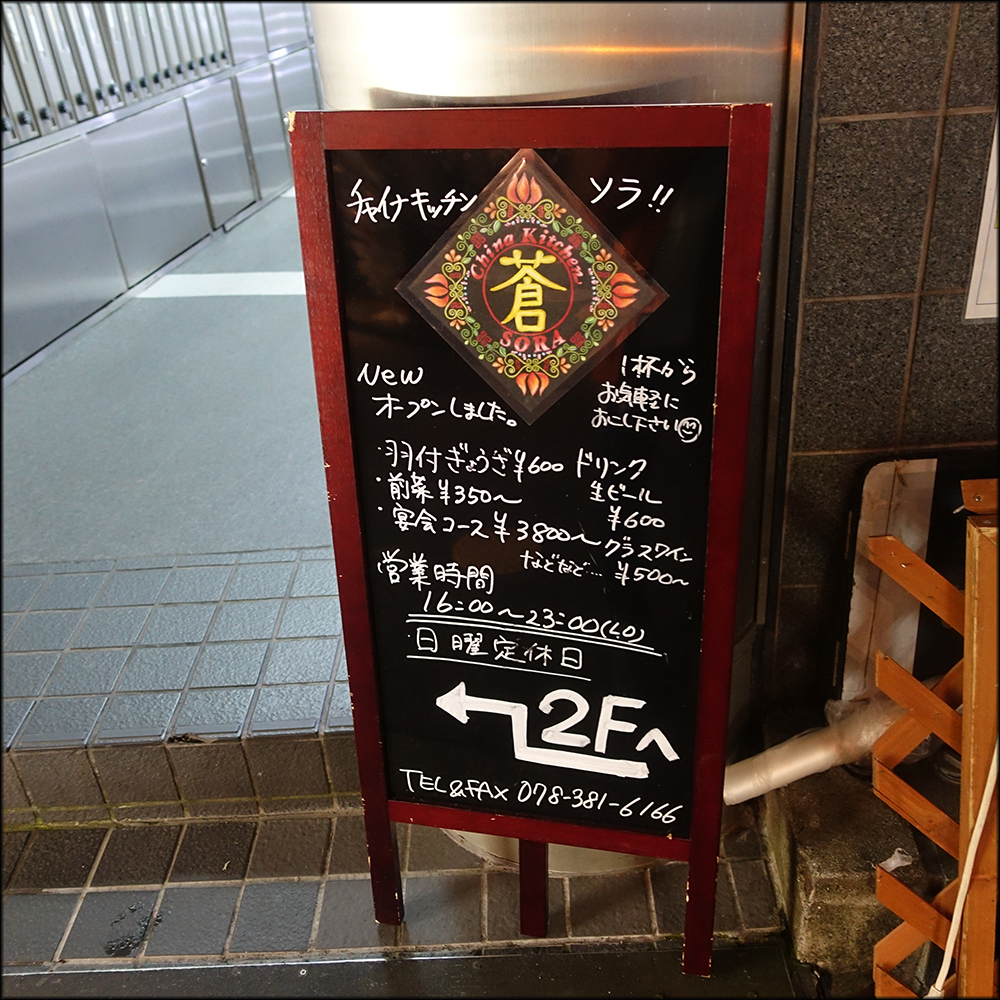 チャイナキッチン ソラ!!
China Kitchen
蒼
SORA
New
オープンしました。
1杯から
お気軽に
おこし下さい
・羽付ぎょうざ¥600
・前菜¥350〜
・宴会コース¥3800〜
ドリンク
生ビール
¥600
グラスワイン
¥500〜
などなど…
営業時間
16:00〜23:00(LO)
日曜定休日
2Fへ
TEL&FAX 078-381-6166